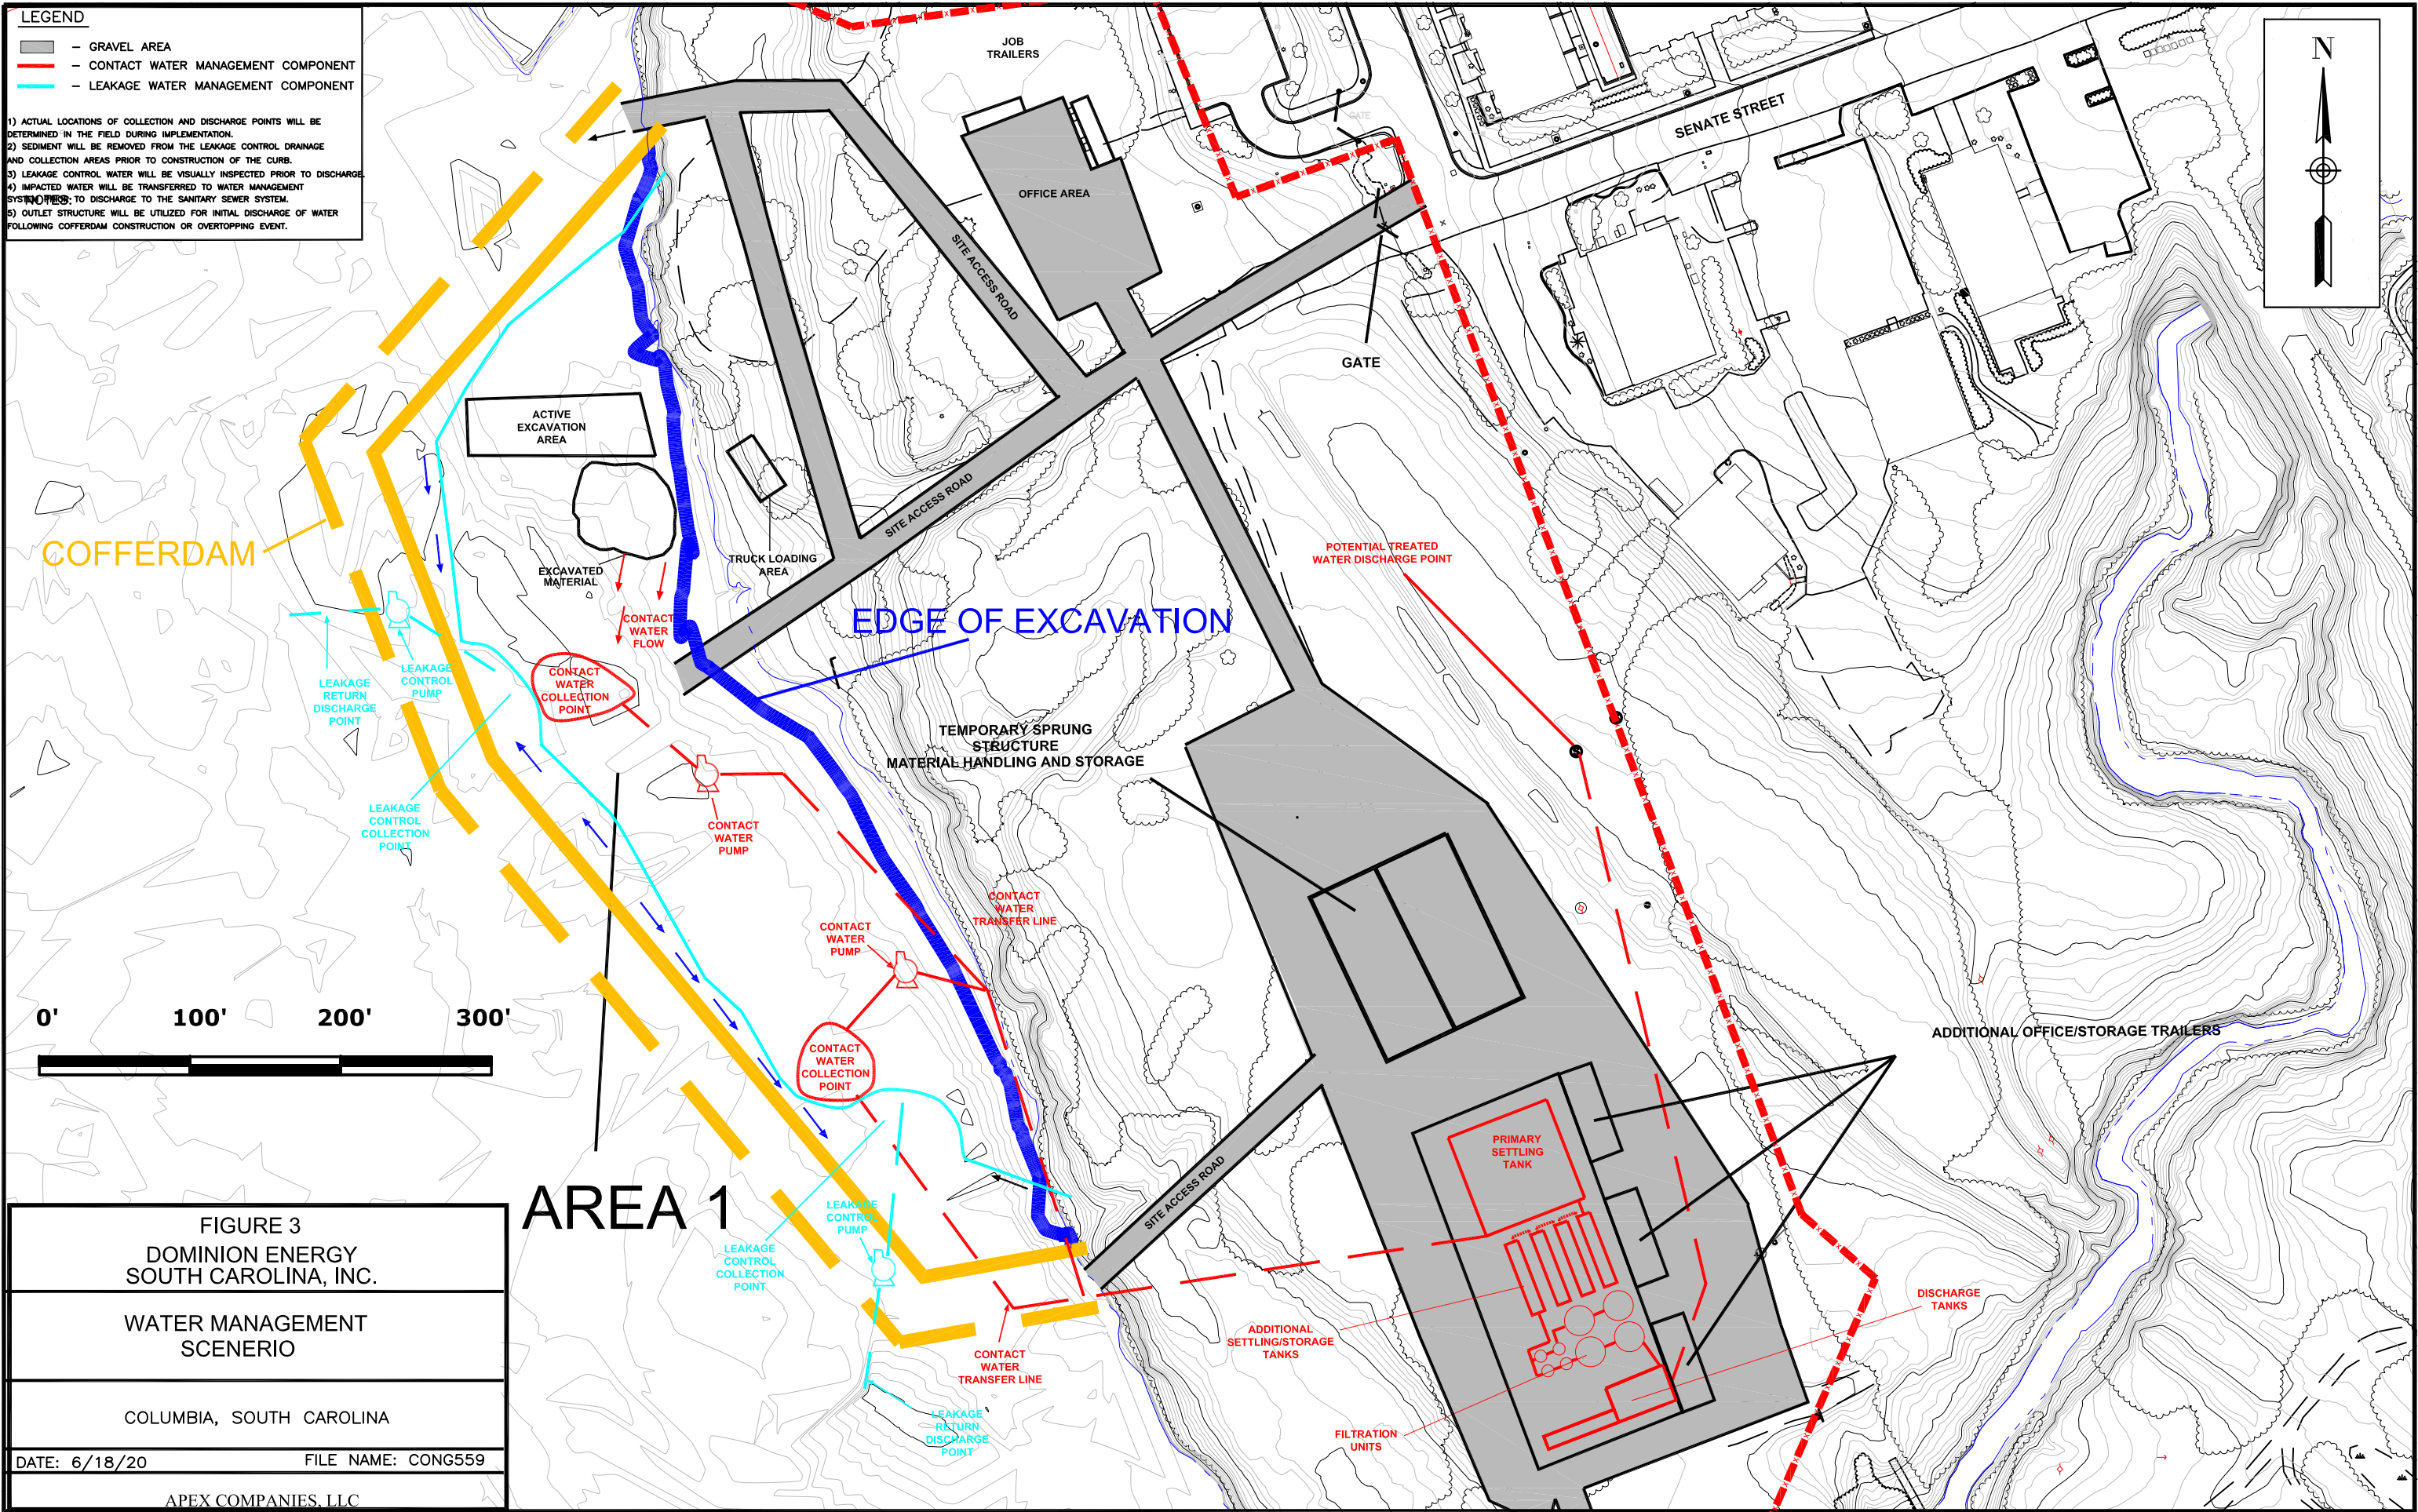 LEGEND
– GRAVEL AREA
– CONTACT WATER MANAGEMENT COMPONENT
– LEAKAGE WATER MANAGEMENT COMPONENT
1) ACTUAL LOCATIONS OF COLLECTION AND DISCHARGE POINTS WILL BE
DETERMINED IN THE FIELD DURING IMPLEMENTATION.
2) SEDIMENT WILL BE REMOVED FROM THE LEAKAGE CONTROL DRAINAGE
AND COLLECTION AREAS PRIOR TO CONSTRUCTION OF THE CURB.
3) LEAKAGE CONTROL WATER WILL BE VISUALLY INSPECTED PRIOR TO DISCHARGE.
4) IMPACTED WATER WILL BE TRANSFERRED TO WATER MANAGEMENT
SYSTEM PRIOR TO DISCHARGE TO THE SANITARY SEWER SYSTEM.
NOTES:
5) OUTLET STRUCTURE WILL BE UTILIZED FOR INITIAL DISCHARGE OF WATER
FOLLOWING COFFERDAM CONSTRUCTION OR OVERTOPPING EVENT.
JOB
TRAILERS
OFFICE AREA
SITE ACCESS ROAD
GATE
SENATE STREET
N
GATE
ACTIVE
EXCAVATION
AREA
SITE ACCESS ROAD
COFFERDAM
EXCAVATED
MATERIAL
TRUCK LOADING
AREA
POTENTIAL TREATED
WATER DISCHARGE POINT
EDGE OF EXCAVATION
CONTACT
WATER
FLOW
LEAKAGE
CONTROL
PUMP
LEAKAGE
RETURN
DISCHARGE
POINT
CONTACT
WATER
COLLECTION
POINT
TEMPORARY SPRUNG
STRUCTURE
MATERIAL HANDLING AND STORAGE
LEAKAGE
CONTROL
COLLECTION
POINT
CONTACT
WATER
PUMP
CONTACT
WATER
TRANSFER LINE
CONTACT
WATER
PUMP
0' 100' 200' 300'
CONTACT
WATER
COLLECTION
POINT
ADDITIONAL OFFICE/STORAGE TRAILERS
PRIMARY
SETTLING
TANK
SITE ACCESS ROAD
AREA 1
LEAKAGE
CONTROL
PUMP
LEAKAGE
CONTROL
COLLECTION
POINT
CONTACT
WATER
TRANSFER LINE
ADDITIONAL
SETTLING/STORAGE
TANKS
DISCHARGE
TANKS
LEAKAGE
RETURN
DISCHARGE
POINT
FILTRATION
UNITS
FIGURE 3
DOMINION ENERGY
SOUTH CAROLINA, INC.
WATER MANAGEMENT
SCENERIO
COLUMBIA, SOUTH CAROLINA
DATE: 6/18/20 FILE NAME: CONG559
APEX COMPANIES, LLC